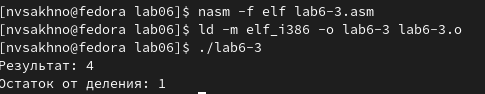 [nvsakhno@fedora lab06]$ nasm -f elf lab6-3.asm
[nvsakhno@fedora lab06]$ ld -m elf_i386 -o lab6-3 lab6-3.o
[nvsakhno@fedora lab06]$ ./lab6-3
Результат: 4
Остаток от деления: 1